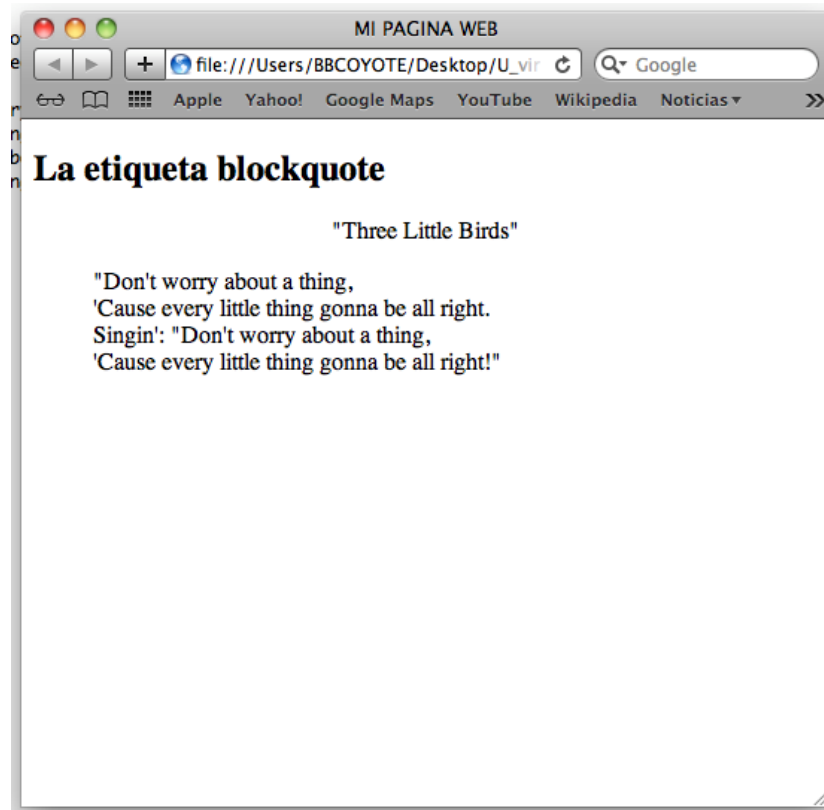 MI PAGINA WEB
file:///Users/BBCOYOTE/Desktop/U_vir
Google
Apple Yahoo! Google Maps YouTube Wikipedia Noticias
La etiqueta blockquote
"Three Little Birds"
"Don't worry about a thing,
'Cause every little thing gonna be all right.
Singin': "Don't worry about a thing,
'Cause every little thing gonna be all right!"